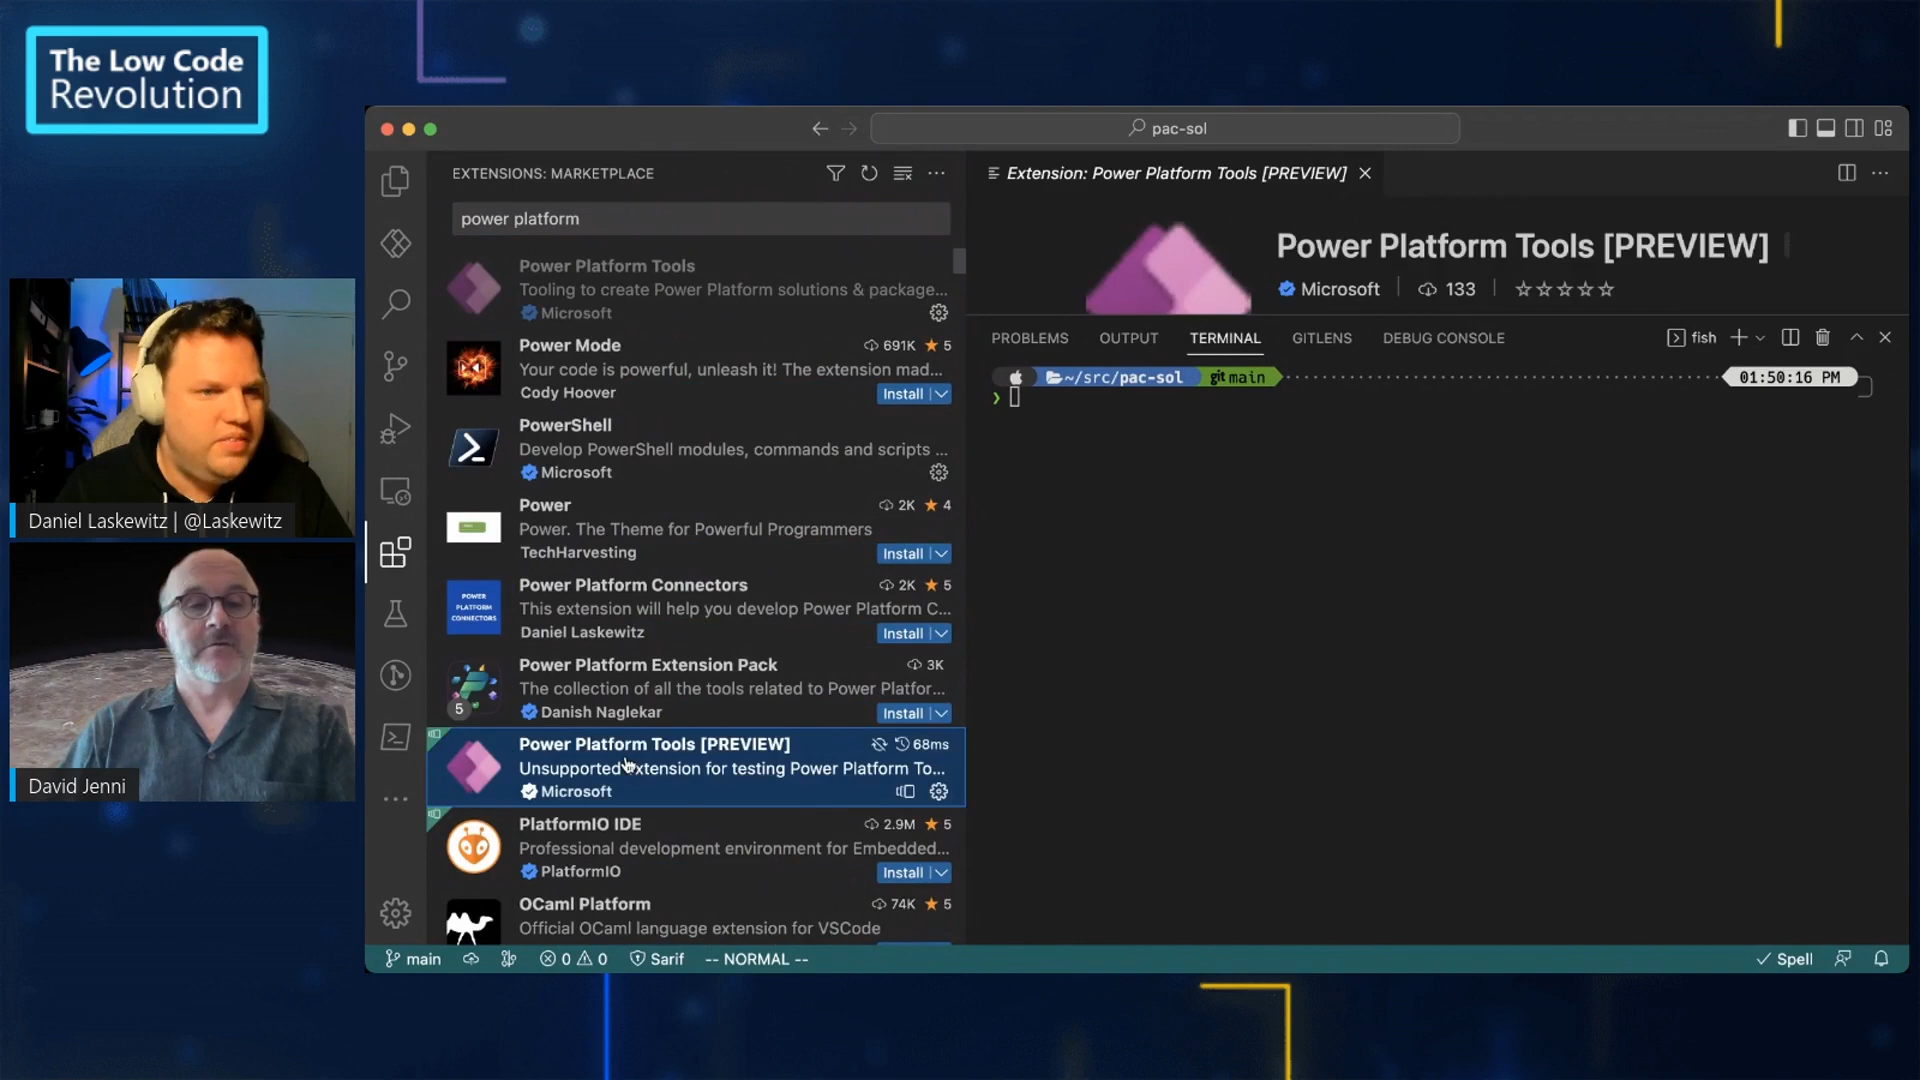 The Low Code
Revolution
pac-sol
EXTENSIONS: MARKETPLACE
power platform
Power Platform Tools
Tooling to create Power Platform solutions & package...
Microsoft
Power Mode
691K ★ 5
Your code is powerful, unleash it! The extension mad...
Cody Hoover
Install
PowerShell
Develop PowerShell modules, commands and scripts ...
Microsoft
Power
2K ★ 4
Power. The Theme for Powerful Programmers
TechHarvesting
Install
POWER
PLATFORM
CONNECTORS
Power Platform Connectors
2K ★ 5
This extension will help you develop Power Platform C...
Daniel Laskewitz
Install
Power Platform Extension Pack
3K
The collection of all the tools related to Power Platfor...
5
Danish Naglekar
Install
Power Platform Tools [PREVIEW]
68ms
Unsupported extension for testing Power Platform To...
Microsoft
PlatformIO IDE
2.9M ★ 5
Professional development environment for Embedded...
PlatformIO
Install
OCaml Platform
74K ★ 5
Official OCaml language extension for VSCode
Extension: Power Platform Tools [PREVIEW]
Power Platform Tools [PREVIEW]
Microsoft
133
PROBLEMS
OUTPUT
TERMINAL
GITLENS
DEBUG CONSOLE
fish
~/src/pac-sol
git main
01:50:16 PM
main
0
0
Sarif
-- NORMAL --
Spell
Daniel Laskewitz | @Laskewitz
David Jenni